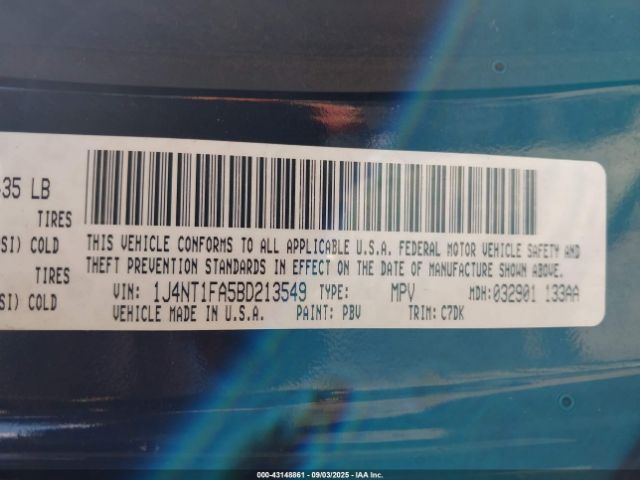 35 LB
TIRES
SI) COLD
TIRES
SI) COLD
THIS VEHICLE CONFORMS TO ALL APPLICABLE U.S.A. FEDERAL MOTOR VEHICLE SAFETY AND
THEFT PREVENTION STANDARDS IN EFFECT ON THE DATE OF MANUFACTURE SHOWN ABOVE.
VIN: 1J4NT1FA5BD213549 TYPE: MPV MDH:032901 133AA
VEHICLE MADE IN U.S.A. PAINT: PBV TRIM: C7DK
000-43148861 - 09/03/2025 - IAA Inc.